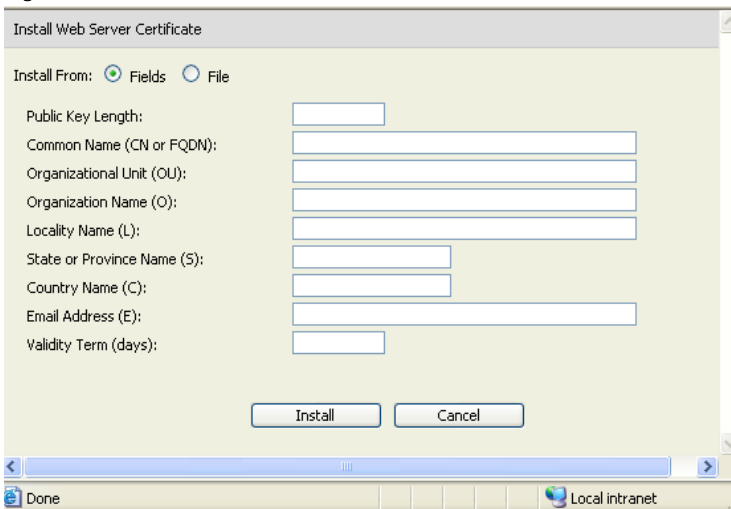 Install Web Server Certificate
Install From: Fields File
Public Key Length:
Common Name (CN or FQDN):
Organizational Unit (OU):
Organization Name (O):
Locality Name (L):
State or Province Name (S):
Country Name (C):
Email Address (E):
Validity Term (days):
Install Cancel
Done Local intranet